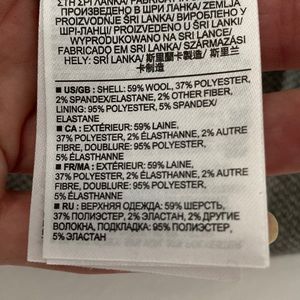 ΣΤΗ ΣΡΙ ΛΑΝΚΑ/ FABRICAT
ПРОИЗВЕДЕНО В ШРИ ЛАНКА/ ZEMLJA
PROIZVODNJE ŠRI LANKA/ ВИРОБЛЕНО У
ШРІ-ЛАНЦІ/ PROIZVEDENO U ŠRI LANCI/
WYPRODUKOWANO NA SRI LANCE/
FABRICADO EM SRI LANKA/ SZÁRMAZÁSI
HELY: SRÍ LANKA/ 斯里蘭卡製造/ 斯里兰
卡制造
■ US/GB : SHELL: 59% WOOL, 37% POLYESTER,
2% SPANDEX/ELASTANE, 2% OTHER FIBER,
LINING: 95% POLYESTER, 5% SPANDEX/
ELASTANE
■ CA : EXTÉRIEUR: 59% LAINE,
37% POLYESTER, 2% ÉLASTHANNE, 2% AUTRE
FIBRE, DOUBLURE: 95% POLYESTER,
5% ÉLASTHANNE
■ FR/MA : EXTÉRIEUR: 59% LAINE,
37% POLYESTER, 2% ÉLASTHANNE, 2% AUTRE
FIBRE, DOUBLURE: 95% POLYESTER,
5% ÉLASTHANNE
■ RU : ВЕРХНЯЯ ОДЕЖДА: 59% ШЕРСТЬ,
37% ПОЛИЭСТЕР, 2% ЭЛАСТАН, 2% ДРУГИЕ
ВОЛОКНА, ПОДКЛАДКА: 95% ПОЛИЭСТЕР,
5% ЭЛАСТАН